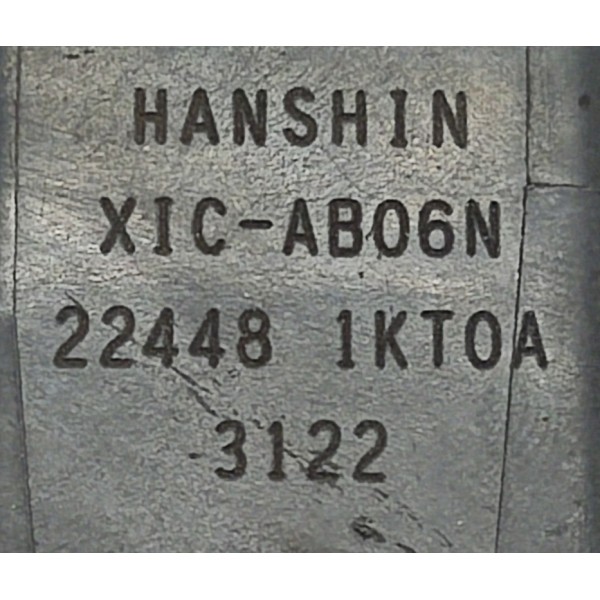 HANSHIN
XIC-AB06N
22448 1KT0A
3122